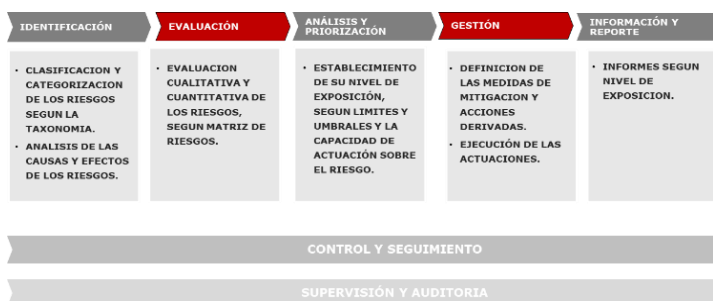 IDENTIFICACIÓN
EVALUACIÓN
ANÁLISIS Y
PRIORIZACIÓN
GESTIÓN
INFORMACIÓN Y
REPORTE
· CLASIFICACION Y
CATEGORIZACION
DE LOS RIESGOS
SEGUN LA
TAXONOMIA.
· ANALISIS DE LAS
CAUSAS Y EFECTOS
DE LOS RIESGOS.
· EVALUACION
CUALITATIVA Y
CUANTITATIVA DE
LOS RIESGOS,
SEGUN MATRIZ DE
RIESGOS.
· ESTABLECIMIENTO
DE SU NIVEL DE
EXPOSICIÓN,
SEGUN LIMITES Y
UMBRALES Y LA
CAPACIDAD DE
ACTUACIÓN SOBRE
EL RIESGO.
· DEFINICION DE
LAS MEDIDAS DE
MITIGACION Y
ACCIONES
DERIVADAS.
· EJECUCIÓN DE LAS
ACTUACIONES.
· INFORMES SEGUN
NIVEL DE
EXPOSICION.
CONTROL Y SEGUIMIENTO
SUPERVISIÓN Y AUDITORIA